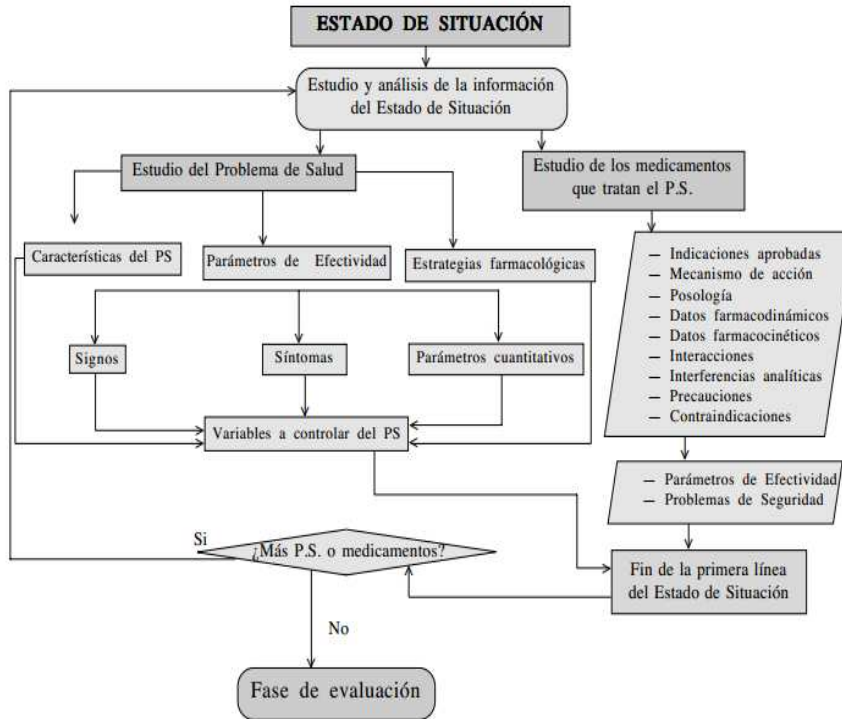 ESTADO DE SITUACIÓN
Estudio y análisis de la información
del Estado de Situación
Estudio del Problema de Salud
Estudio de los medicamentos
que tratan el P.S.
Características del PS
Parámetros de Efectividad
Estrategias farmacológicas
— Indicaciones aprobadas
— Mecanismo de acción
— Posología
— Datos farmacodinámicos
— Datos farmacocinéticos
— Interacciones
— Interferencias analíticas
— Precauciones
— Contraindicaciones
Signos
Síntomas
Parámetros cuantitativos
Variables a controlar del PS
— Parámetros de Efectividad
— Problemas de Seguridad
Si
¿Más P.S. o medicamentos?
Fin de la primera línea
del Estado de Situación
No
Fase de evaluación